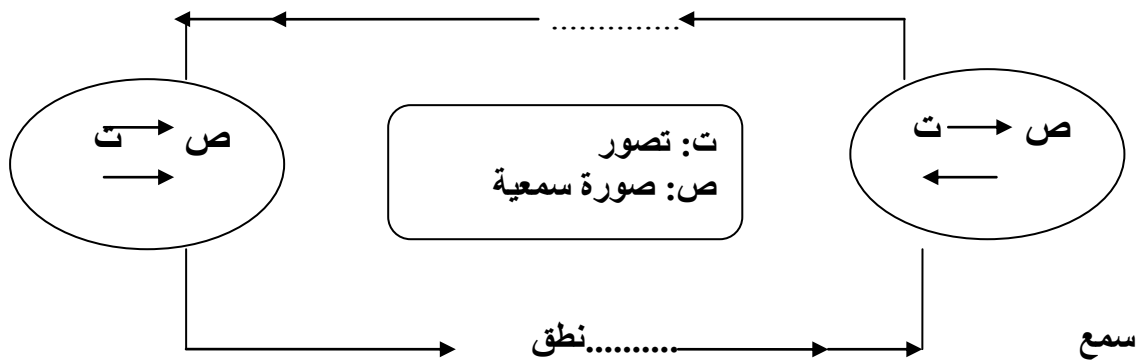 ..............
ص ت
ت: تصور
ص: صورة سمعية
ص ت
سمع
نطق..........